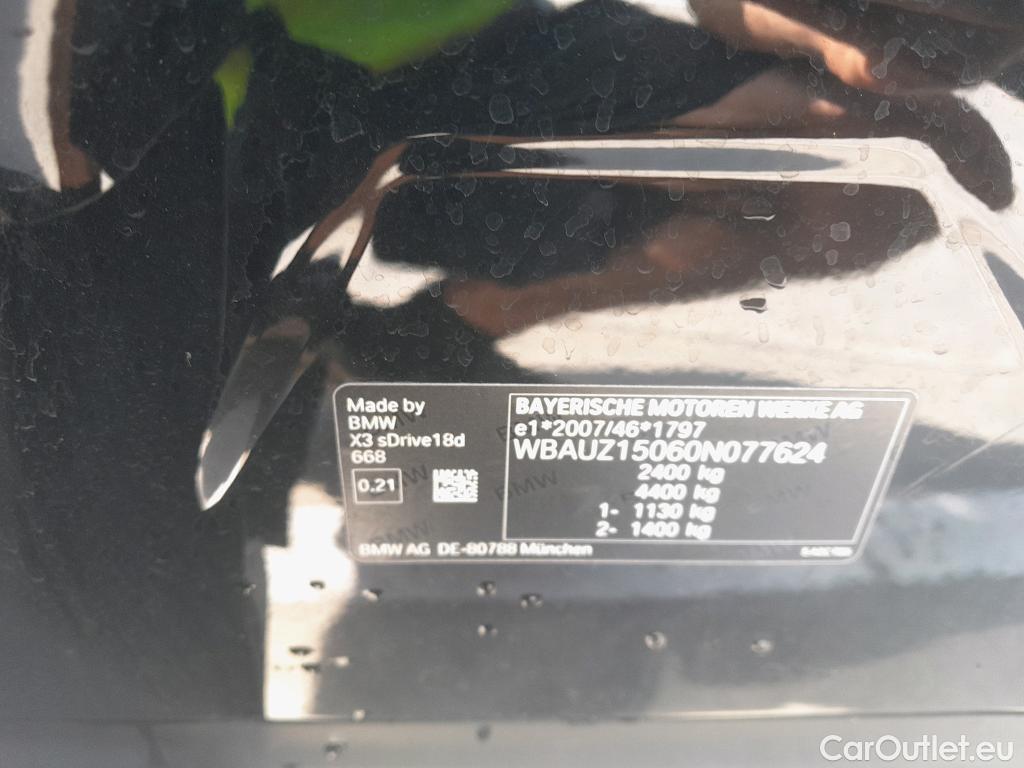 Made by
BMW
X3 sDrive18d
668
0.21
BMW AG DE-80788 München
BAYERISCHE MOTOREN WERKE AG
e1*2007/46*1797
WBAUZ15060N077624
2400 kg
4400 kg
1- 1130 kg
2- 1400 kg
CarOutlet.eu